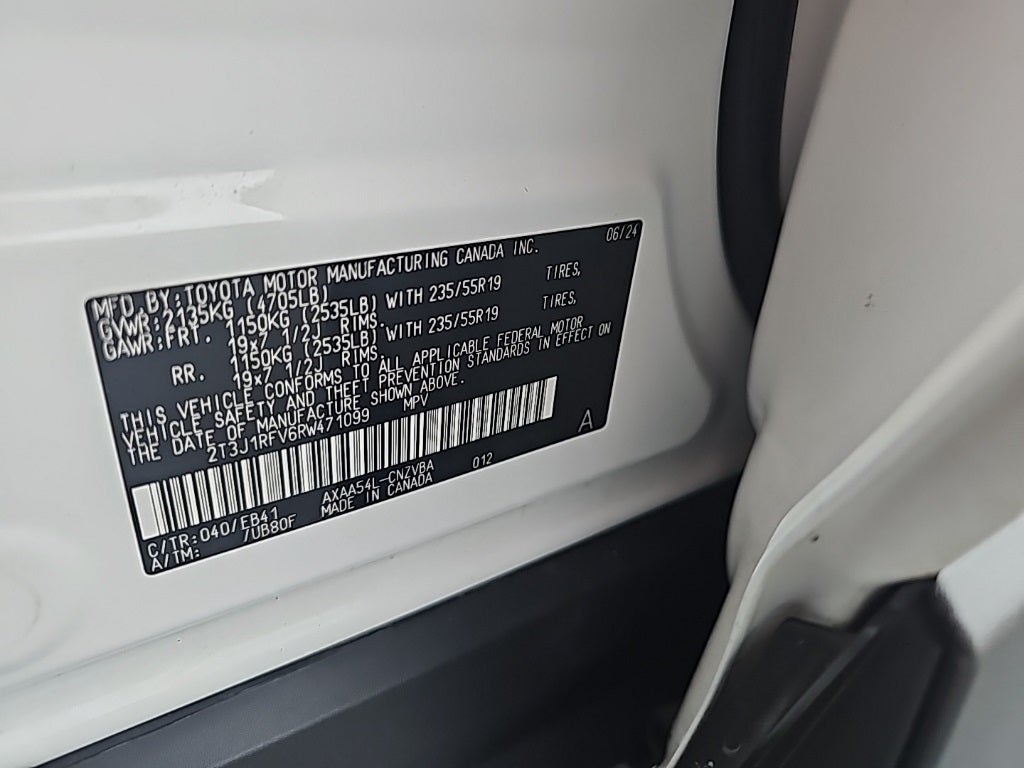 06/24
MFD. BY: TOYOTA MOTOR MANUFACTURING CANADA INC.
GVWR: 2135KG (4705LB)
GAWR: FRT. 1150KG (2535LB) WITH 235/55R19 TIRES,
19x7 1/2J RIMS.
RR. 1150KG (2535LB) WITH 235/55R19 TIRES,
19x7 1/2J RIMS.
THIS VEHICLE CONFORMS TO ALL APPLICABLE FEDERAL MOTOR
VEHICLE SAFETY AND THEFT PREVENTION STANDARDS IN EFFECT ON
THE DATE OF MANUFACTURE SHOWN ABOVE.
2T3J1RFV6RW471099 MPV
A
C/TR: 040/EB41 AXAA54L-CNZVBA 012
A/TM: /UB80F MADE IN CANADA